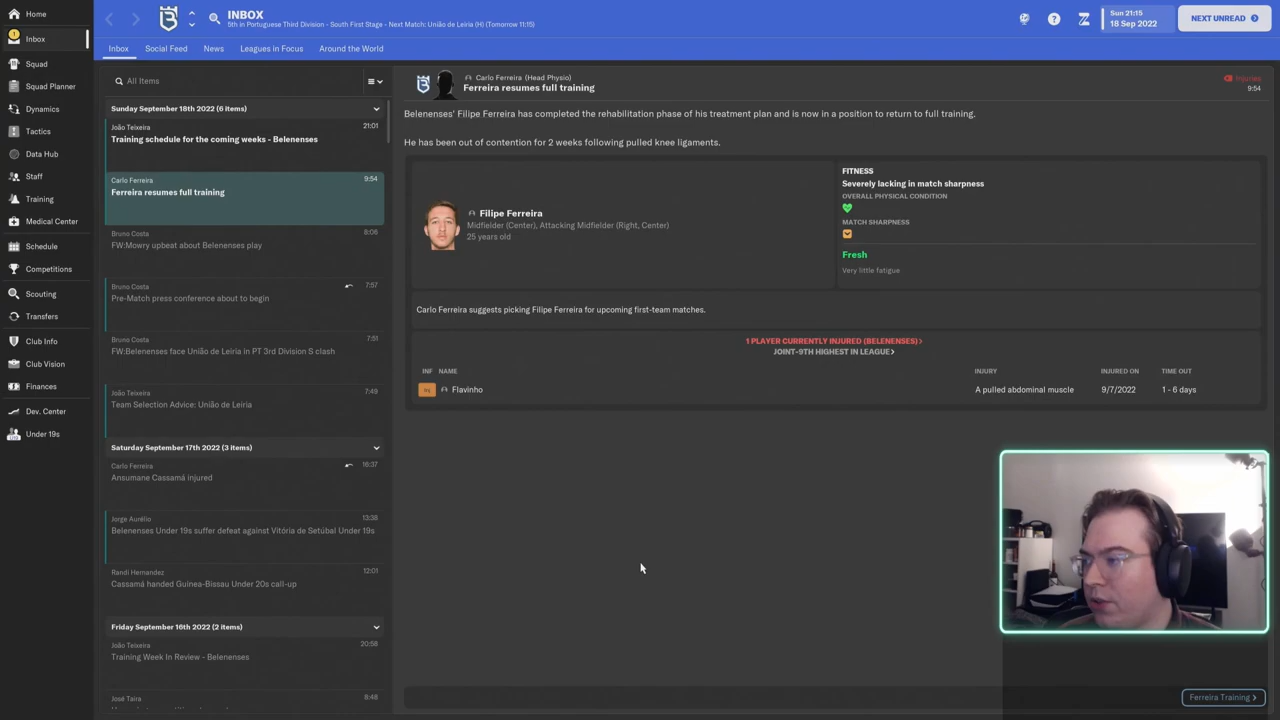 Home
Inbox
Squad
Squad Planner
Dynamics
Tactics
Data Hub
Staff
Training
Medical Center
Schedule
Competitions
Scouting
Transfers
Club Info
Club Vision
Finances
Dev. Center
Under 19s
INBOX
5th in Portuguese Third Division - South First Stage - Next Match: União de Leiria (H) (Tomorrow 11:15)
Sun 21:15
18 Sep 2022
NEXT UNREAD
Inbox Social Feed News Leagues in Focus Around the World
All Items
Sunday September 18th 2022 (6 items)
João Teixeira 21:01
Training schedule for the coming weeks - Belenenses
Carlo Ferreira 9:54
Ferreira resumes full training
Bruno Costa 8:06
FW:Mowry upbeat about Belenenses play
Bruno Costa 7:57
Pre-Match press conference about to begin
Bruno Costa 7:51
FW:Belenenses face União de Leiria in PT 3rd Division S clash
João Teixeira 7:49
Team Selection Advice: União de Leiria
Saturday September 17th 2022 (3 items)
Carlo Ferreira 16:37
Ansumane Cassamá injured
Jorge Aurélio 13:38
Belenenses Under 19s suffer defeat against Vitória de Setúbal Under 19s
Randi Hernandez 12:01
Cassamá handed Guinea-Bissau Under 20s call-up
Friday September 16th 2022 (2 items)
João Teixeira 20:56
Training Week In Review - Belenenses
José Taira 8:48
Carlo Ferreira (Head Physio)
Ferreira resumes full training
Injuries
9:54
Belenenses' Filipe Ferreira has completed the rehabilitation phase of his treatment plan and is now in a position to return to full training.
He has been out of contention for 2 weeks following pulled knee ligaments.
Filipe Ferreira
Midfielder (Center), Attacking Midfielder (Right, Center)
25 years old
FITNESS
Severely lacking in match sharpness
OVERALL PHYSICAL CONDITION
MATCH SHARPNESS
Fresh
Very little fatigue
Carlo Ferreira suggests picking Filipe Ferreira for upcoming first-team matches.
1 PLAYER CURRENTLY INJURED (BELENENSES)
JOINT-9TH HIGHEST IN LEAGUE
INF NAME INJURY INJURED ON TIME OUT
Inj Flavinho A pulled abdominal muscle 9/7/2022 1 - 6 days
Ferreira Training